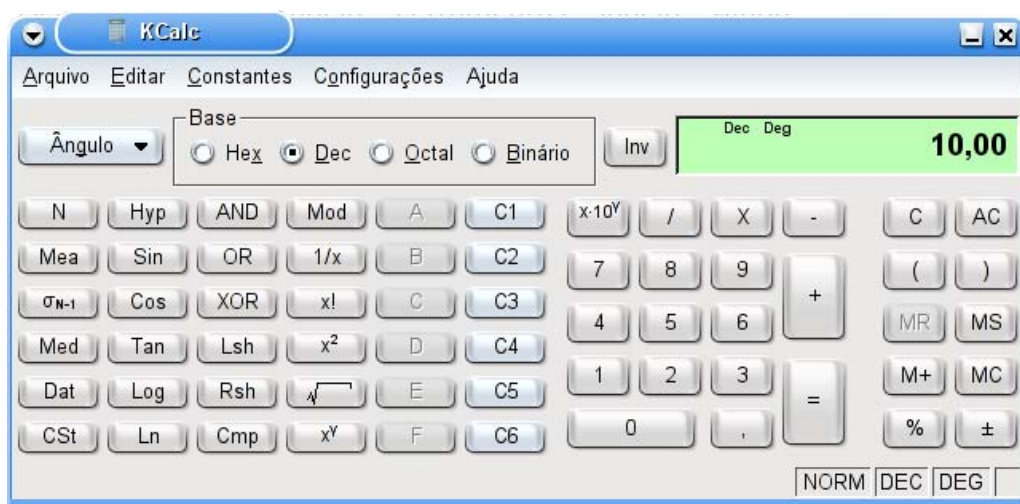 KCalc
Arquivo Editar Constantes Configurações Ajuda
Base
Dec Deg
Ângulo Hex Dec Octal Binário Inv 10,00
N Hyp AND Mod A C1 x·10^y / X - C AC
Mea Sin OR 1/x B C2 7 8 9 + ( )
σN-1 Cos XOR x! C C3 4 5 6 MR MS
Med Tan Lsh x² D C4
Dat Log Rsh √ E C5 1 2 3 = M+ MC
CSt Ln Cmp x^y F C6 0 , % ±
NORM DEC DEG